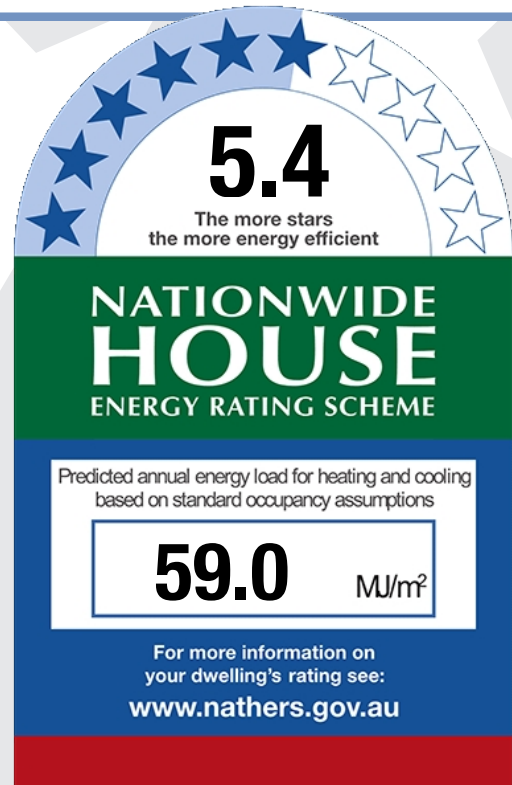 5.4
The more stars
the more energy efficient
NATIONWIDE
HOUSE
ENERGY RATING SCHEME
Predicted annual energy load for heating and cooling
based on standard occupancy assumptions
59.0 MJ/m²
For more information on
your dwelling's rating see:
www.nathers.gov.au